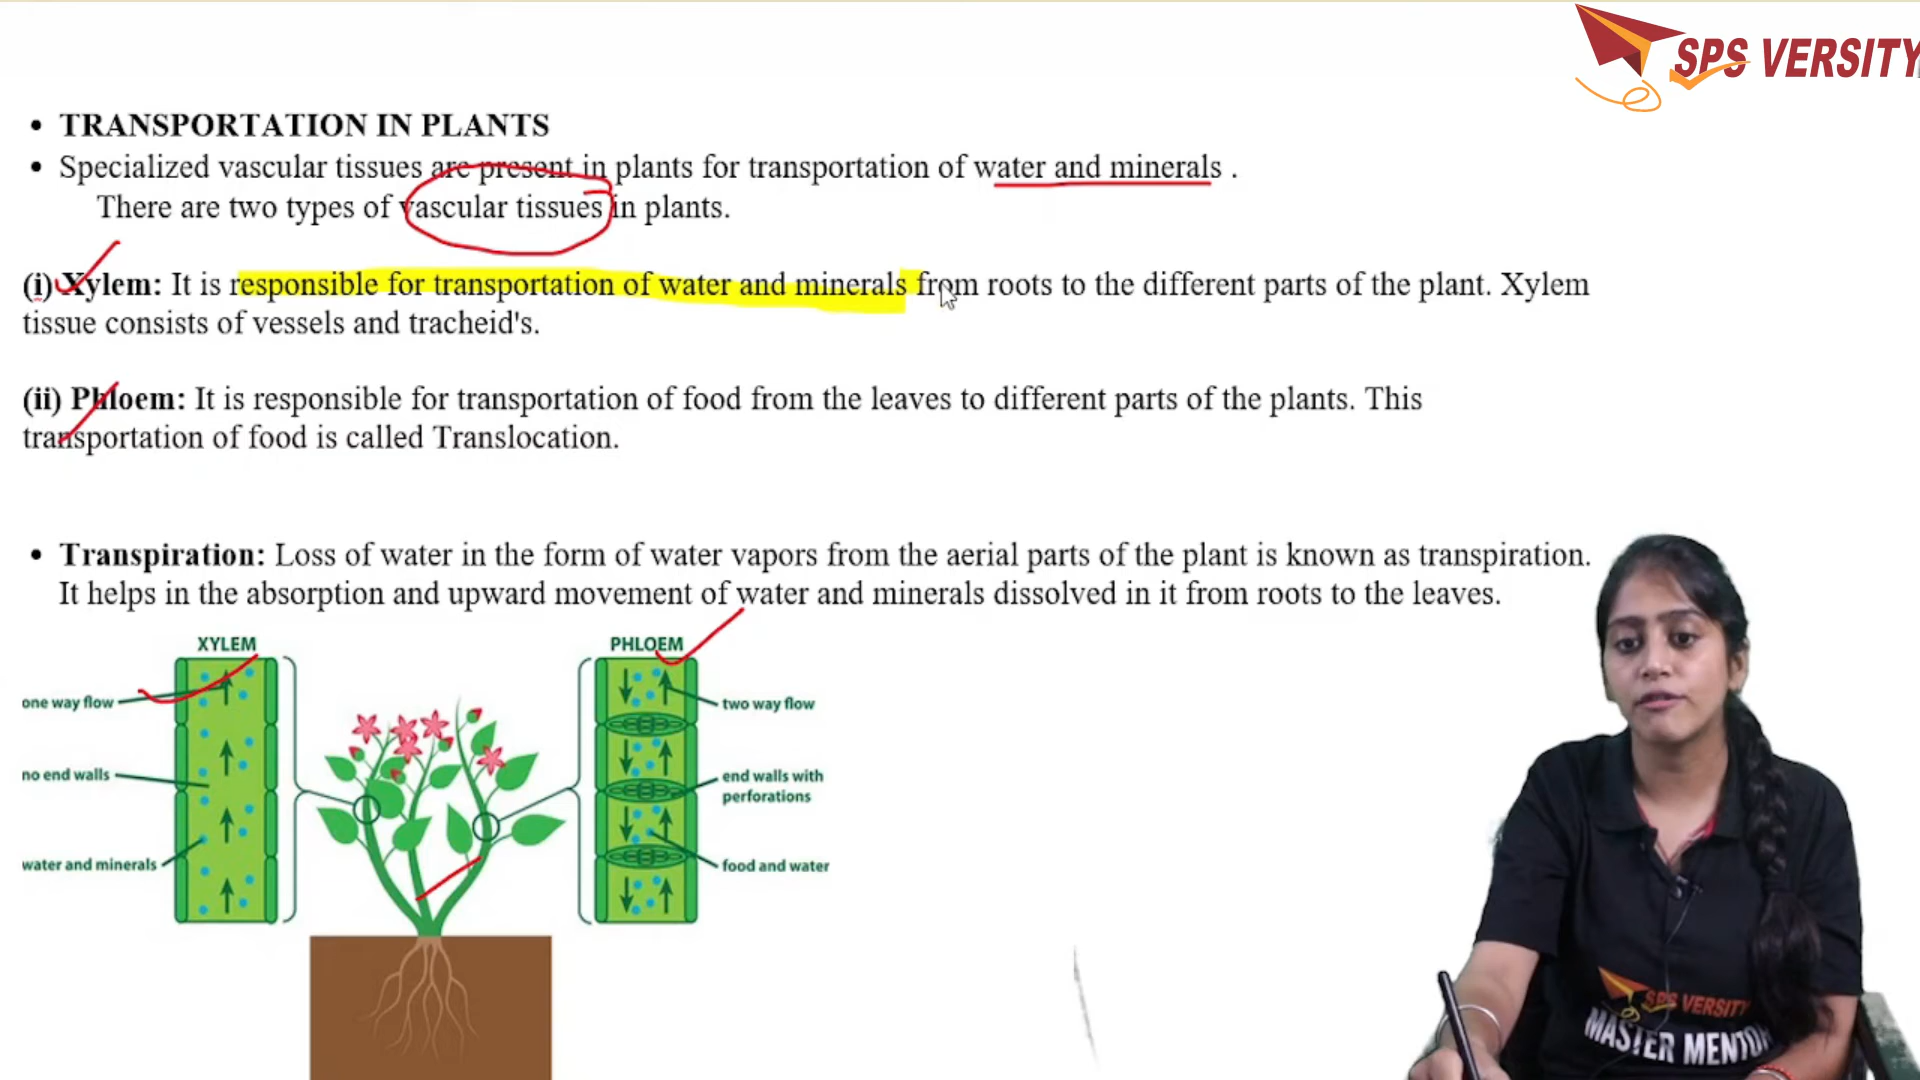 SPS VERSITY
• TRANSPORTATION IN PLANTS
• Specialized vascular tissues are present in plants for transportation of water and minerals .
There are two types of vascular tissues in plants.
(i) Xylem: It is responsible for transportation of water and minerals from roots to the different parts of the plant. Xylem
tissue consists of vessels and tracheid's.
(ii) Phloem: It is responsible for transportation of food from the leaves to different parts of the plants. This
transportation of food is called Translocation.
• Transpiration: Loss of water in the form of water vapors from the aerial parts of the plant is known as transpiration.
It helps in the absorption and upward movement of water and minerals dissolved in it from roots to the leaves.
XYLEM
one way flow
no end walls
water and minerals
PHLOEM
two way flow
end walls with
perforations
food and water
SPS VERSITY
MASTER MENTOR